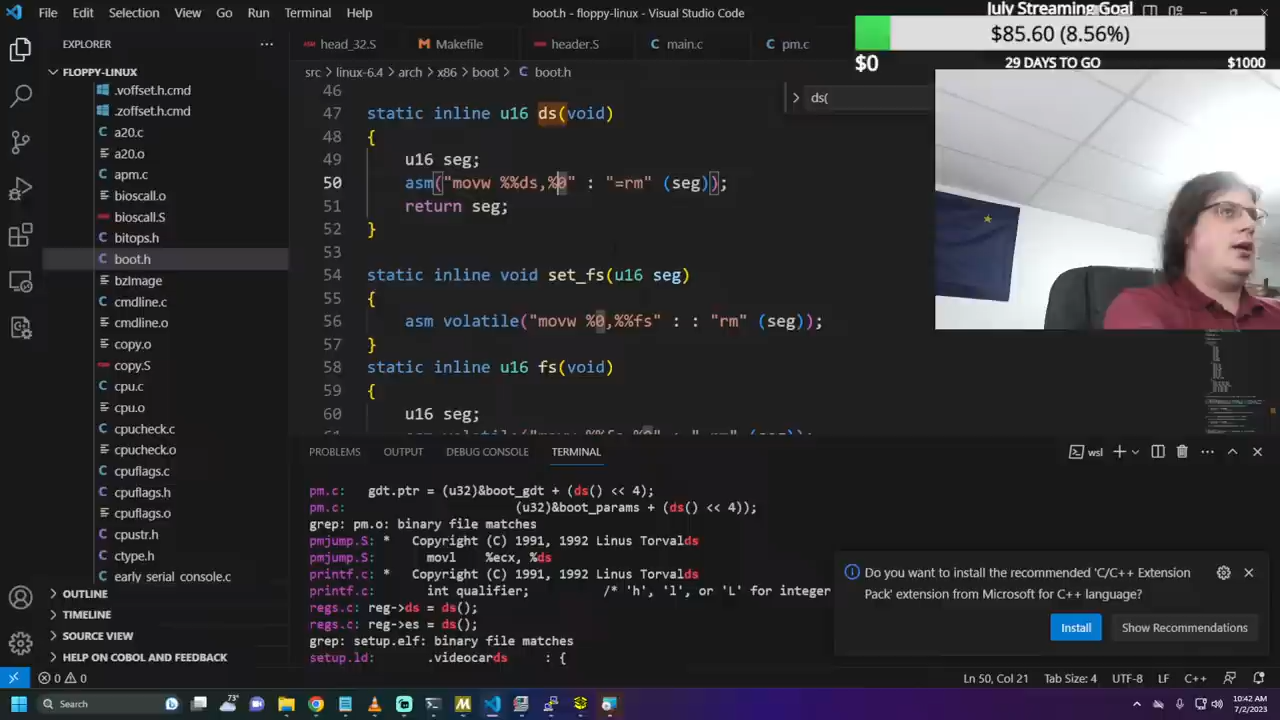 File Edit Selection View Go Run Terminal Help
boot.h - floppy-linux - Visual Studio Code
July Streaming Goal
$85.60 (8.56%)
$0 29 DAYS TO GO $1000
EXPLORER
FLOPPY-LINUX
.voffset.h.cmd
.zoffset.h.cmd
a20.c
a20.o
apm.c
bioscall.o
bioscall.S
bitops.h
boot.h
bzImage
cmdline.c
cmdline.o
copy.o
copy.S
cpu.c
cpu.o
cpucheck.c
cpucheck.o
cpuflags.c
cpuflags.h
cpuflags.o
cpustr.h
ctype.h
early serial console.c
OUTLINE
TIMELINE
SOURCE VIEW
HELP ON COBOL AND FEEDBACK
head_32.S Makefile header.S main.c pm.c
src linux-6.4 arch x86 boot boot.h
ds(
46
47 static inline u16 ds(void)
48 {
49 u16 seg;
50 asm("movw %%ds,%0" : "=rm" (seg));
51 return seg;
52 }
53
54 static inline void set_fs(u16 seg)
55 {
56 asm volatile("movw %0,%%fs" : : "rm" (seg));
57 }
58 static inline u16 fs(void)
59 {
60 u16 seg;
PROBLEMS OUTPUT DEBUG CONSOLE TERMINAL
wsl
pm.c: gdt.ptr = (u32)&boot_gdt + (ds() << 4);
pm.c: (u32)&boot_params + (ds() << 4));
grep: pm.o: binary file matches
pmjump.S: * Copyright (C) 1991, 1992 Linus Torvalds
pmjump.S: movl %ecx, %ds
printf.c: * Copyright (C) 1991, 1992 Linus Torvalds
printf.c: int qualifier; /* 'h', 'l', or 'L' for integer
regs.c: reg->ds = ds();
regs.c: reg->es = ds();
grep: setup.elf: binary file matches
setup.ld: .videocards : {
Do you want to install the recommended 'C/C++ Extension
Pack' extension from Microsoft for C++ language?
Install Show Recommendations
0 0
Ln 50, Col 21 Tab Size: 4 UTF-8 LF C++
Search
73°
10:42 AM
7/2/2023